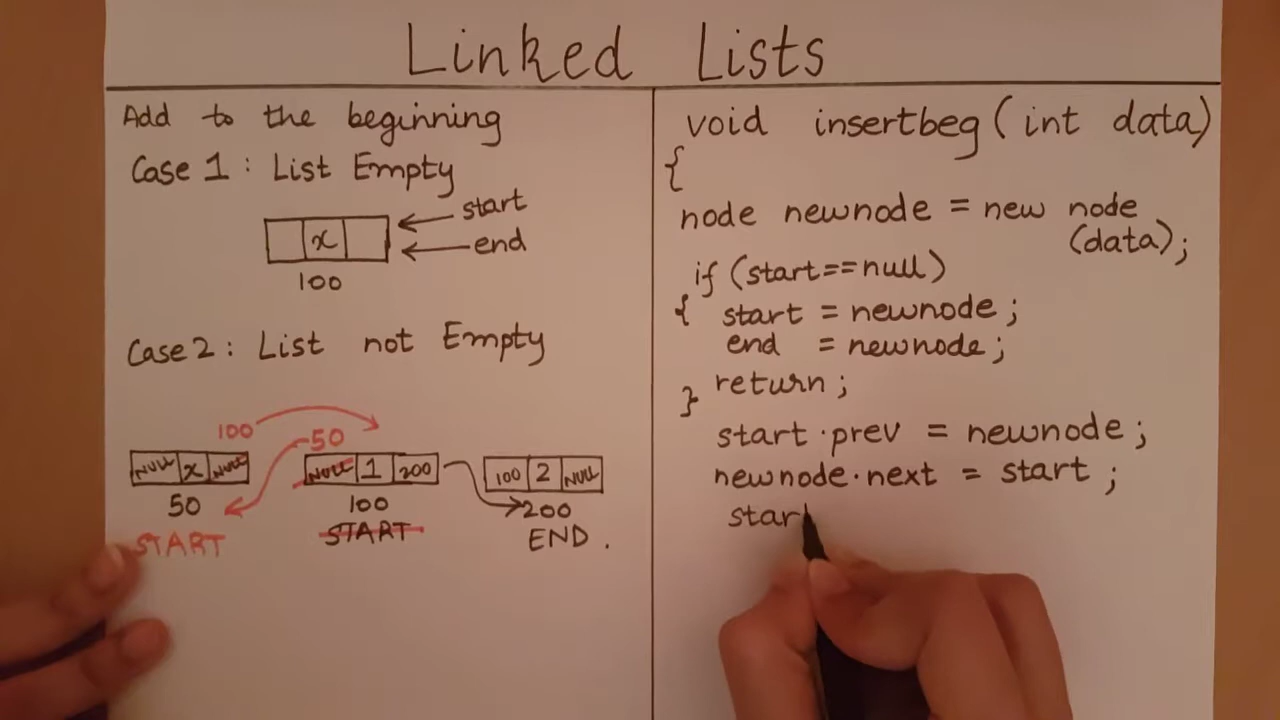 Linked Lists
Add to the beginning
Case 1 : List Empty
start
x
end
100
Case 2 : List not Empty
100
50
NULL x NULL
NULL 1 200
100 2 NULL
50
100
200
START
START
END .
void insertbeg ( int data)
{
node newnode = new node
(data);
if (start==null)
{ start = newnode ;
end = newnode ;
return ;
}
start.prev = newnode ;
newnode.next = start ;
start